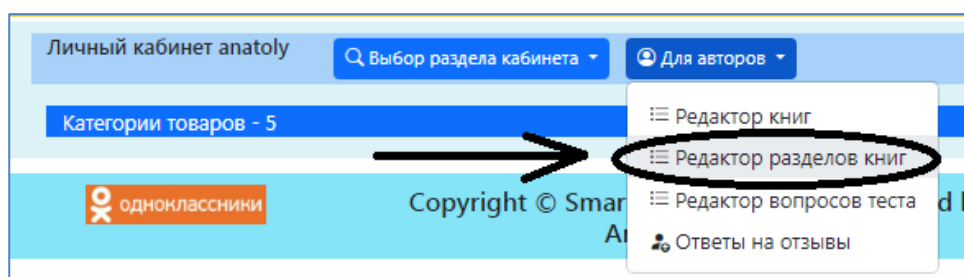 Личный кабинет anatoly
Выбор раздела кабинета
Для авторов
Редактор книг
Категории товаров - 5
Редактор разделов книг
одноклассники
Copyright © Smar
Редактор вопросов теста
d
Ответы на отзывы